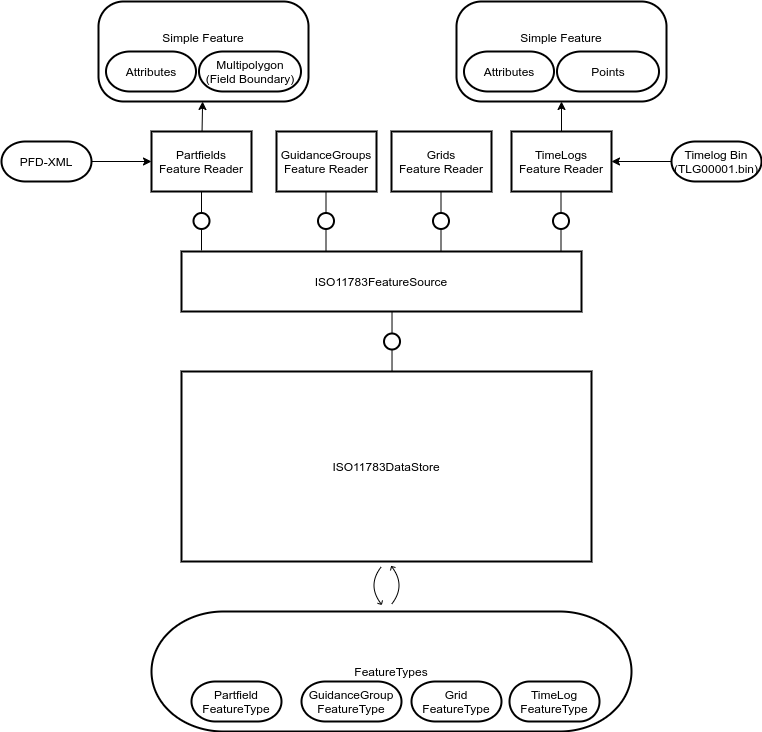 Simple Feature
Attributes
Multipolygon
(Field Boundary)
Simple Feature
Attributes
Points
PFD-XML
Partfields
Feature Reader
GuidanceGroups
Feature Reader
Grids
Feature Reader
TimeLogs
Feature Reader
Timelog Bin
(TLG00001.bin)
ISO11783FeatureSource
ISO11783DataStore
FeatureTypes
Partfield
FeatureType
GuidanceGroup
FeatureType
Grid
FeatureType
TimeLog
FeatureType